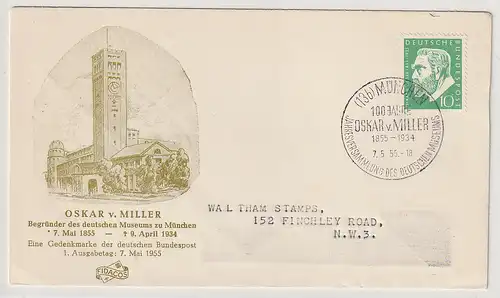 OSKAR v. MILLER
Begründer des deutschen Museums zu München
* 7. Mai 1855 — † 9. April 1934
Eine Gedenkmarke der deutschen Bundespost
1. Ausgabetag: 7. Mai 1955
FIDACOS
WALTHAM STAMPS,
152 FINCHLEY ROAD,
N.W.3.
(13b) MÜNCHEN
100 JAHRE
OSKAR v. MILLER
1855 – 1934
7. 5. 55. – 18
JAHRESVERSAMMLUNG DES DEUTSCHEN MUSEUMS
DEUTSCHE
BUNDESPOST
10